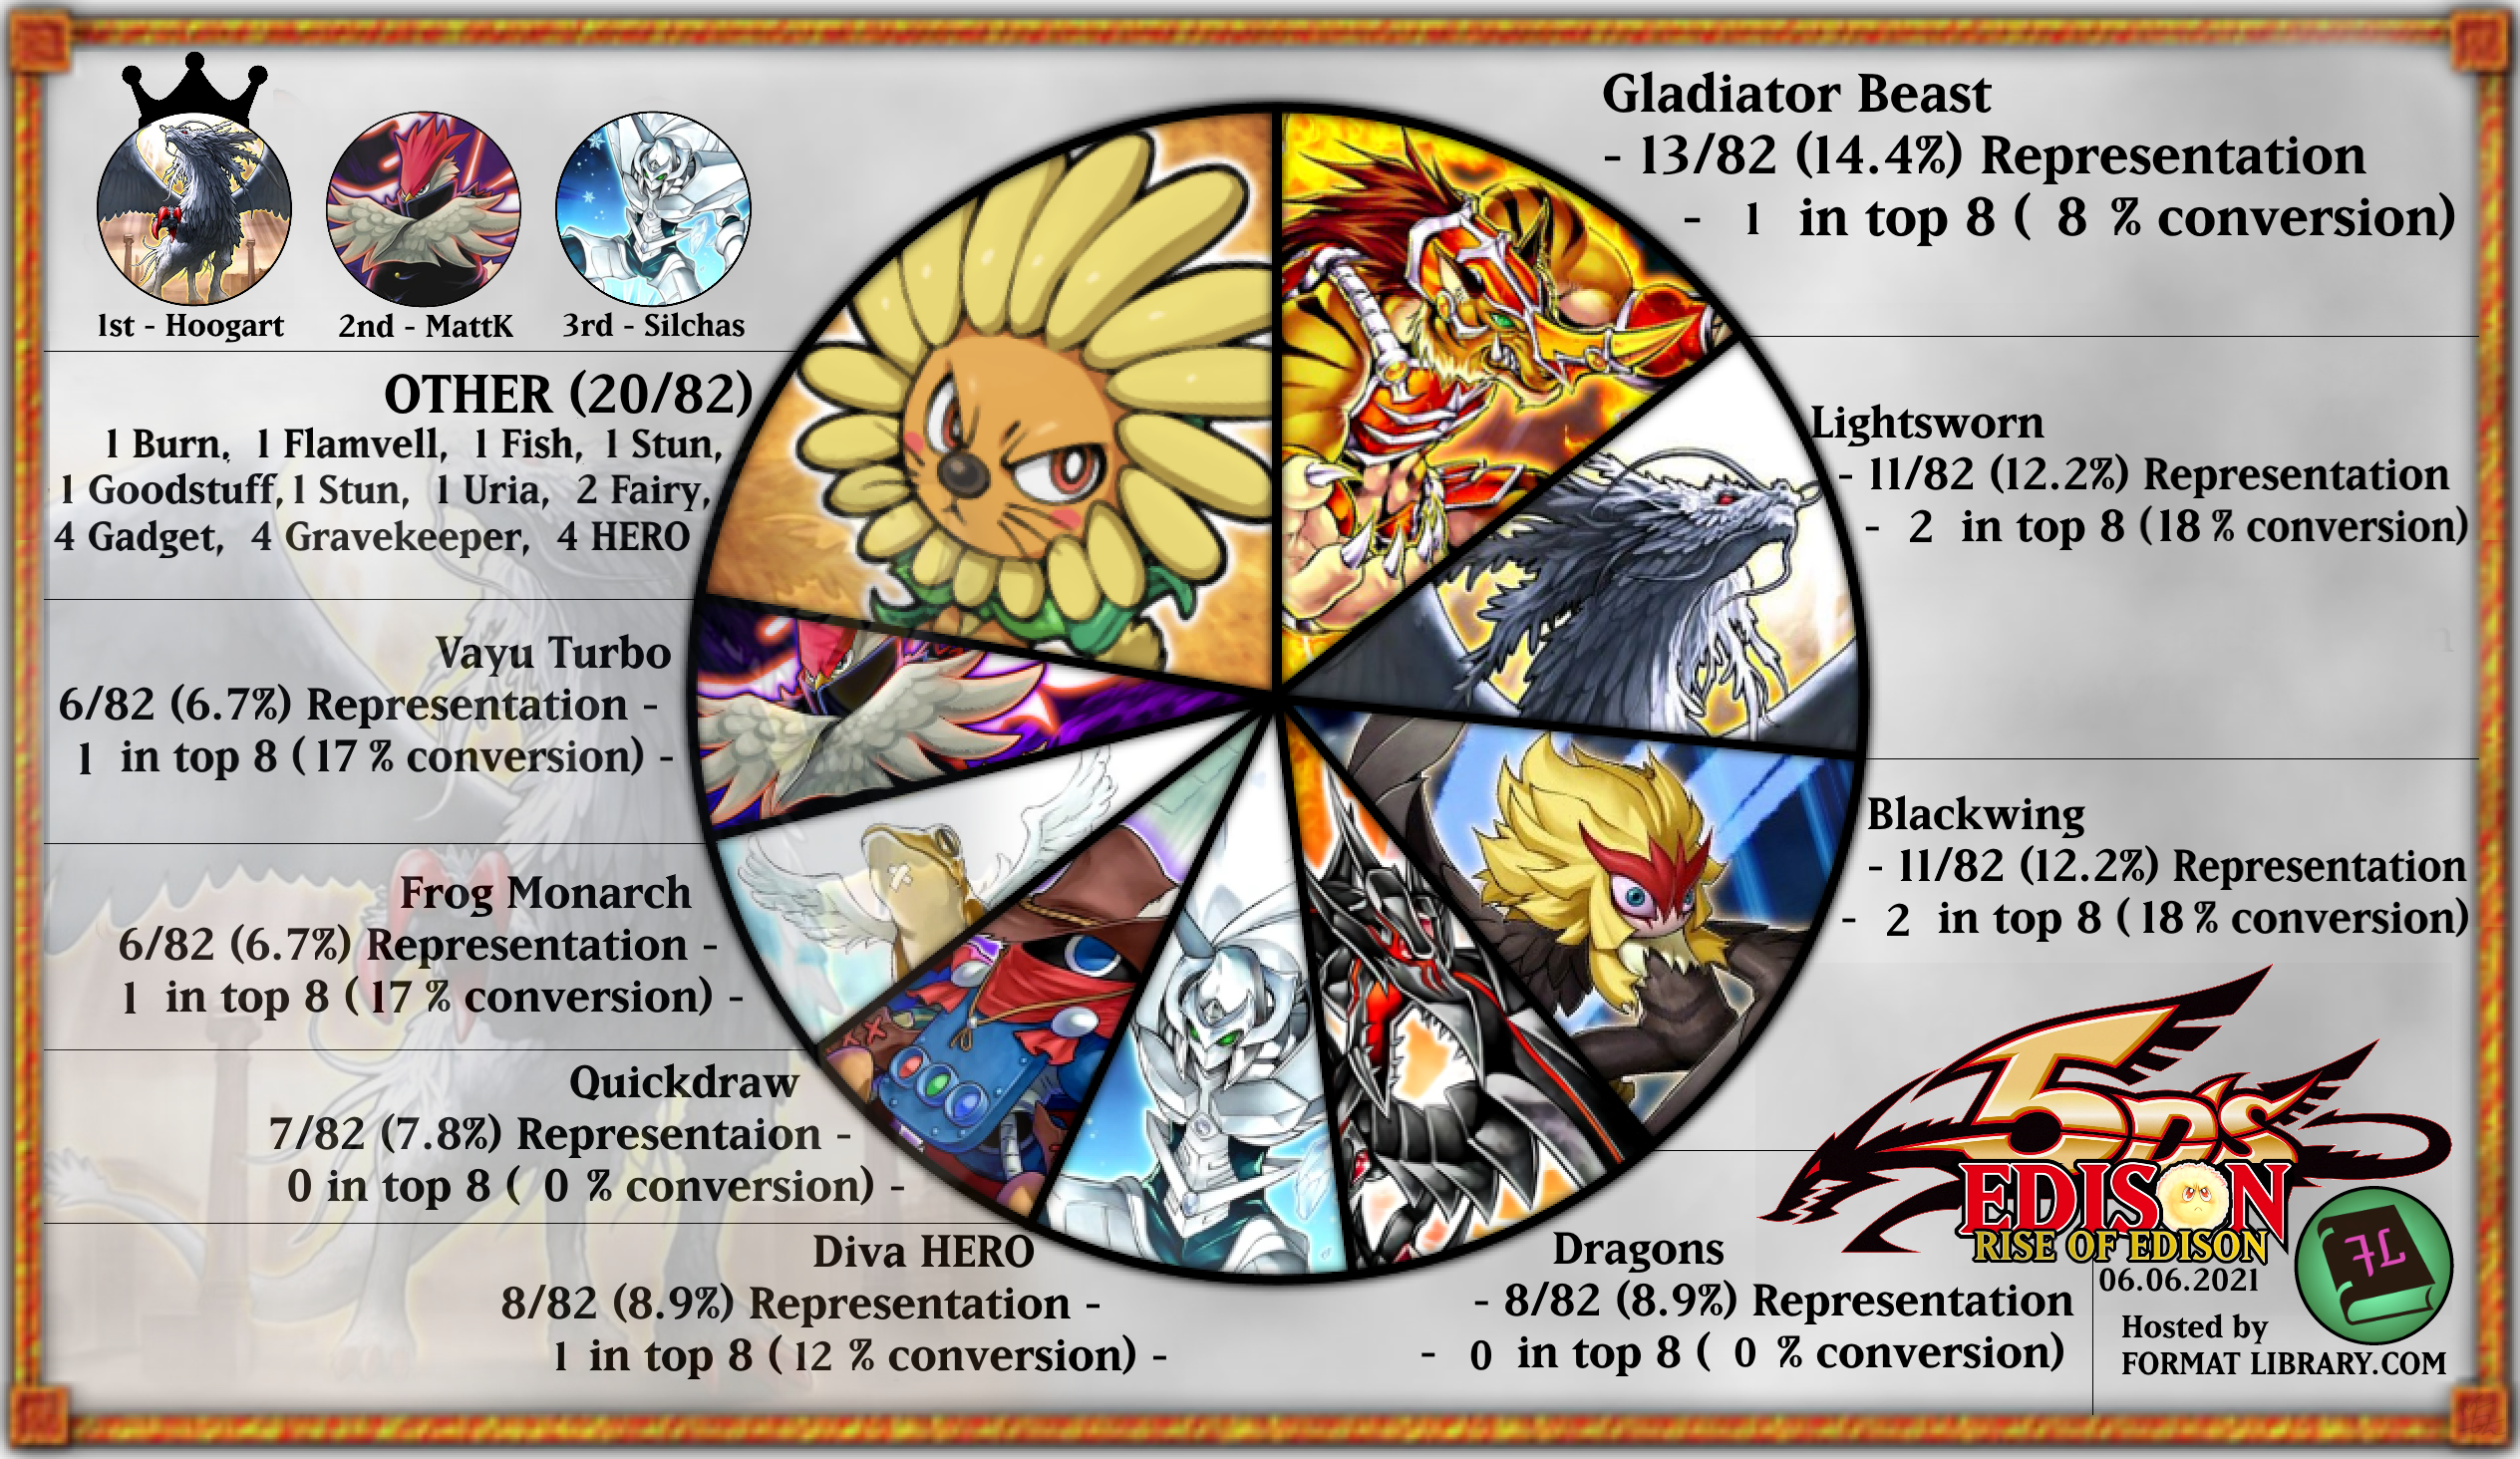 1st - Hoogart
2nd - MattK
3rd - Silchas
OTHER (20/82)
1 Burn, 1 Flamvell, 1 Fish, 1 Stun,
1 Goodstuff, 1 Stun, 1 Uria, 2 Fairy,
4 Gadget, 4 Gravekeeper, 4 HERO
Vayu Turbo
6/82 (6.7%) Representation -
1 in top 8 ( 17 % conversion) -
Frog Monarch
6/82 (6.7%) Representation -
1 in top 8 ( 17 % conversion) -
Quickdraw
7/82 (7.8%) Representaion -
0 in top 8 ( 0 % conversion) -
Diva HERO
8/82 (8.9%) Representation -
1 in top 8 ( 12 % conversion) -
Gladiator Beast
- 13/82 (14.4%) Representation
- 1 in top 8 ( 8 % conversion)
Lightsworn
- 11/82 (12.2%) Representation
- 2 in top 8 (18 % conversion)
Blackwing
- 11/82 (12.2%) Representation
- 2 in top 8 ( 18 % conversion)
Dragons
- 8/82 (8.9%) Representation
- 0 in top 8 ( 0 % conversion)
5D's
EDISON
RISE OF EDISON
06.06.2021
FL
Hosted by
FORMAT LIBRARY.COM